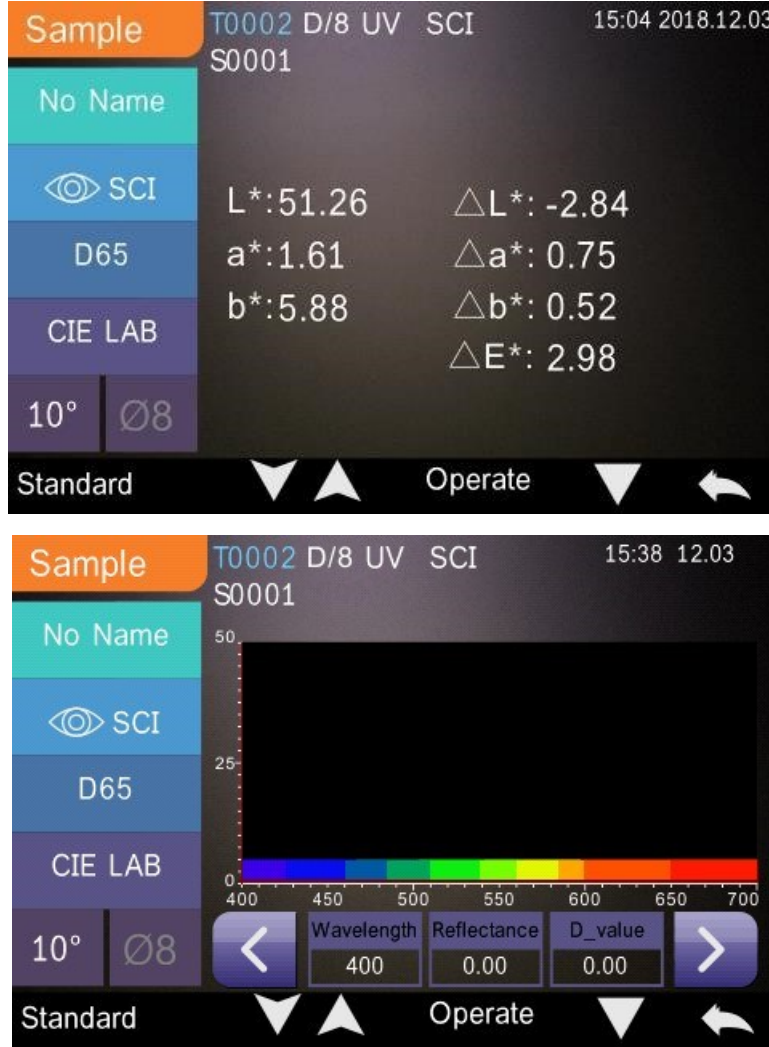 Sample
T0002 D/8 UV SCI 15:04 2018.12.03
S0001
No Name
SCI
D65
CIE LAB
10° Ø8
L*:51.26 △L*: -2.84
a*:1.61 △a*: 0.75
b*:5.88 △b*: 0.52
△E*: 2.98
Standard Operate
Sample
T0002 D/8 UV SCI 15:38 12.03
S0001
No Name
SCI
D65
CIE LAB
10° Ø8
50
25
0
400 450 500 550 600 650 700
Wavelength Reflectance D_value
400 0.00 0.00
Standard Operate